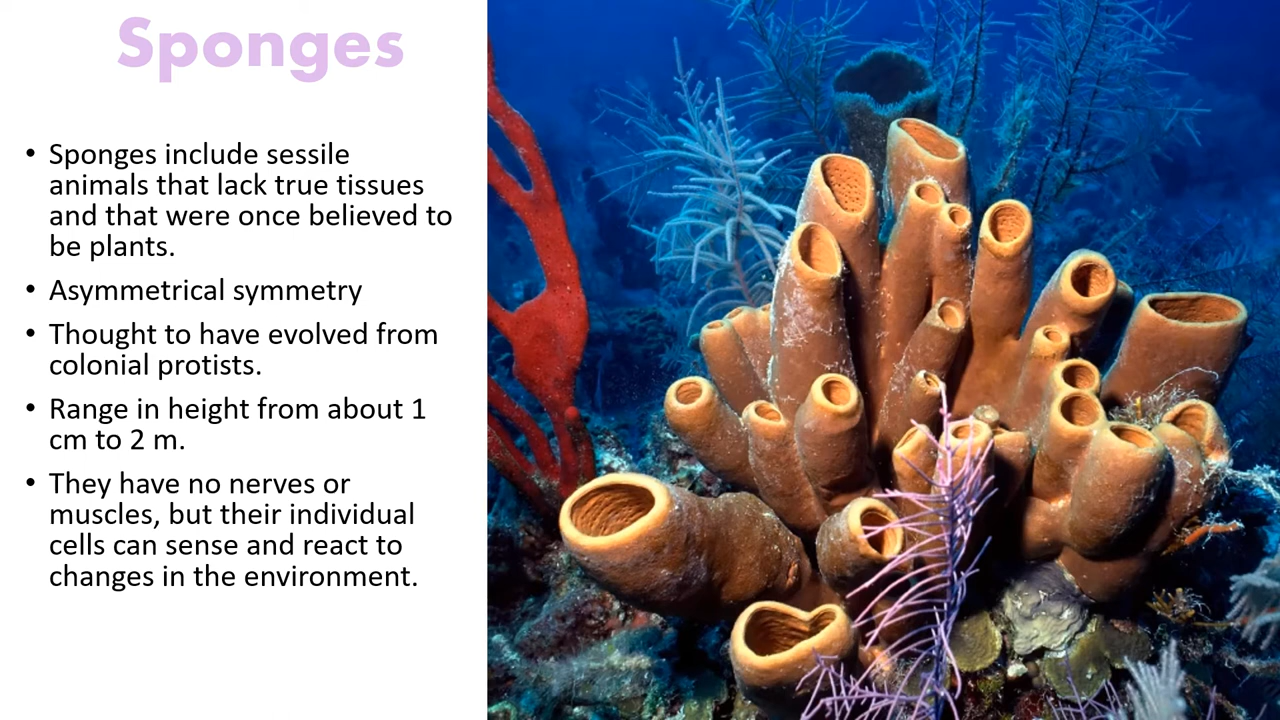 Sponges
• Sponges include sessile
animals that lack true tissues
and that were once believed to
be plants.
• Asymmetrical symmetry
• Thought to have evolved from
colonial protists.
• Range in height from about 1
cm to 2 m.
• They have no nerves or
muscles, but their individual
cells can sense and react to
changes in the environment.